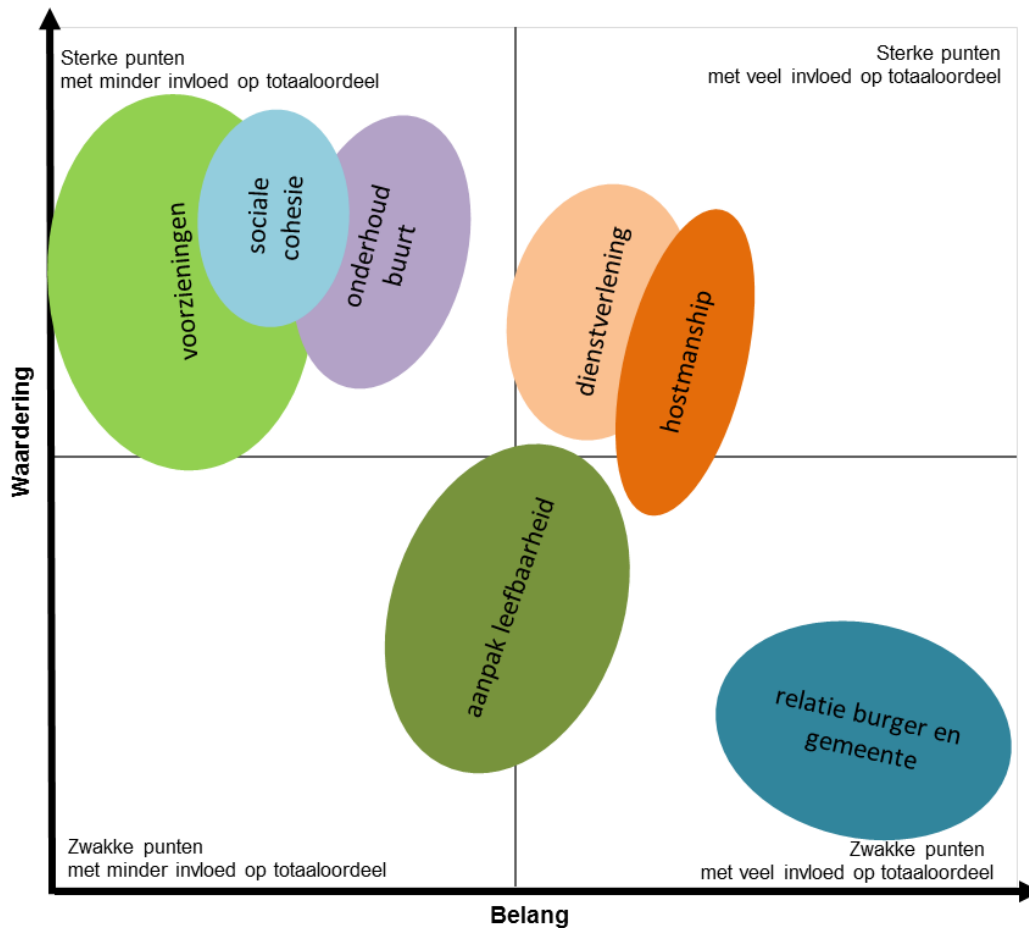 Sterke punten
met minder invloed op totaaloordeel
Sterke punten
met veel invloed op totaaloordeel
voorzieningen
sociale
cohesie
onderhoud
buurt
dienstverlening
hostmanship
Waardering
aanpak leefbaarheid
relatie burger en
gemeente
Zwakke punten
met minder invloed op totaaloordeel
Zwakke punten
met veel invloed op totaaloordeel
Belang